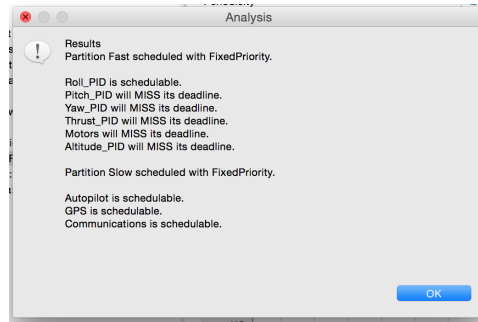 Analysis
Results
Partition Fast scheduled with FixedPriority.
Roll_PID is schedulable.
Pitch_PID will MISS its deadline.
Yaw_PID will MISS its deadline.
Thrust_PID will MISS its deadline.
Motors will MISS its deadline.
Altitude_PID will MISS its deadline.
Partition Slow scheduled with FixedPriority.
Autopilot is schedulable.
GPS is schedulable.
Communications is schedulable.
OK